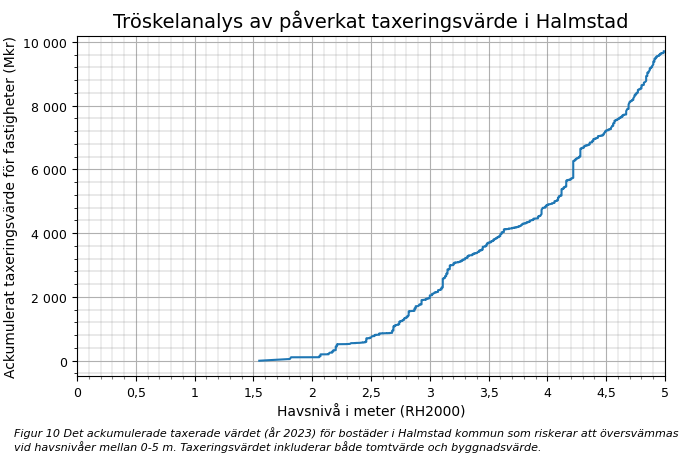 Tröskelanalys av påverkat taxeringsvärde i Halmstad
Ackumulerat taxeringsvärde för fastigheter (Mkr)
10 000
8 000
6 000
4 000
2 000
0
0 0,5 1 1,5 2 2,5 3 3,5 4 4,5 5
Havsnivå i meter (RH2000)
Figur 10 Det ackumulerade taxerade värdet (år 2023) för bostäder i Halmstad kommun som riskerar att översvämmas
vid havsnivåer mellan 0-5 m. Taxeringsvärdet inkluderar både tomtvärde och byggnadsvärde.